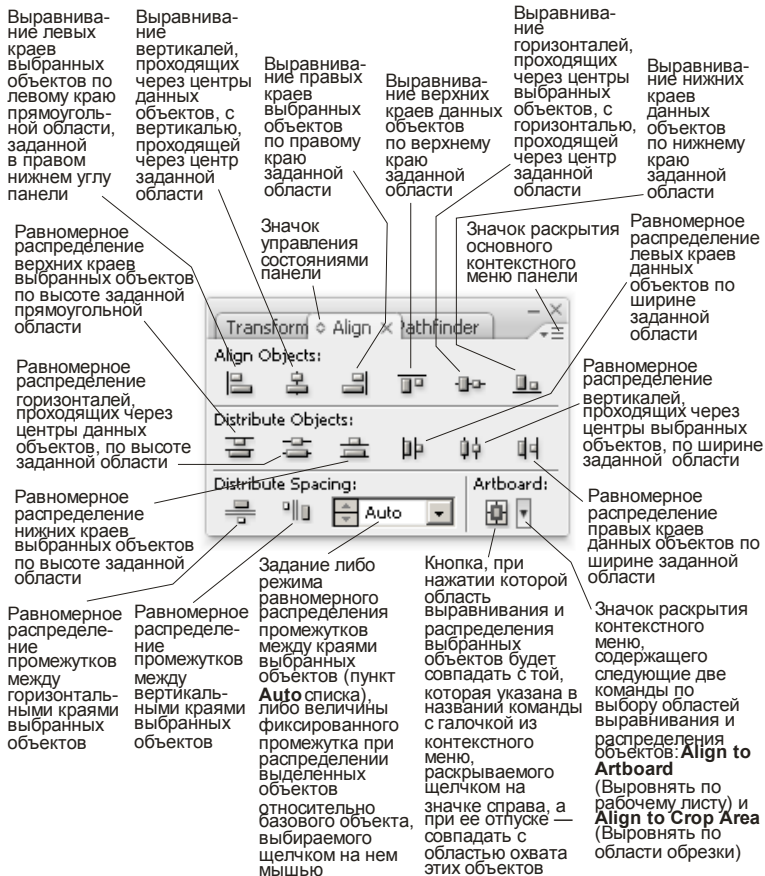 Выравнива-
ние левых
краев
выбранных
объектов по
левому краю
прямоуголь-
ной области,
заданной
в правом
нижнем углу
панели
Выравнива-
ние
вертикалей,
проходящих
через центры
данных
объектов, с
вертикалью,
проходящей
через центр
заданной
области
Выравнива-
ние правых
краев
выбранных
объектов
по правому
краю
заданной
области
Выравнива-
ние верхних
краев данных
объектов
по верхнему
краю
заданной
области
Выравнива-
ние
горизонталей,
проходящих
через центры
выбранных
объектов, с
горизонталью,
проходящей
через центр
заданной
области
Выравнива-
ние нижних
краев
данных
объектов
по нижнему
краю
заданной
области
Равномерное
распределение
верхних краев
выбранных объектов
по высоте заданной
прямоугольной
области
Значок
управления
состояниями
панели
Значок раскрытия
основного
контекстного
меню панели
Равномерное
распределение
левых краев
данных
объектов по
ширине
заданной
области
Transform Align Pathfinder
Align Objects:
Distribute Objects:
Distribute Spacing:
Artboard:
Auto
Равномерное
распределение
горизонталей,
проходящих через
центры данных
объектов, по высоте
заданной области
Равномерное
распределение
вертикалей,
проходящих через
центры выбранных
объектов, по ширине
заданной области
Равномерное
распределение
нижних краев
выбранных объектов
по высоте заданной
области
Равномерное
распределение
правых краев
данных объектов по
ширине заданной
области
Равномерное
распределе-
ние
промежутков
между
горизонталь-
ными краями
выбранных
объектов
Равномерное
распределе-
ние
промежутков
между
вертикаль-
ными краями
выбранных
объектов
Задание либо
режима
равномерного
распределения
промежутков
между краями
выбранных
объектов (пункт
Auto списка),
либо величины
фиксированного
промежутка при
распределении
выделенных
объектов
относительно
базового объекта,
выбираемого
щелчком на нем
мышью
Кнопка, при
нажатии которой
область
выравнивания и
распределения
выбранных
объектов будет
совпадать с той,
которая указана в
названии команды
с галочкой из
контекстного
меню,
раскрываемого
щелчком на
значке справа, а
при ее отпуске —
совпадать с
областью охвата
этих объектов
Значок раскрытия
контекстного
меню,
содержащего
следующие две
команды по
выбору областей
выравнивания и
распределения
объектов: Align to
Artboard
(Выровнять по
рабочему листу) и
Align to Crop Area
(Выровнять по
области обрезки)